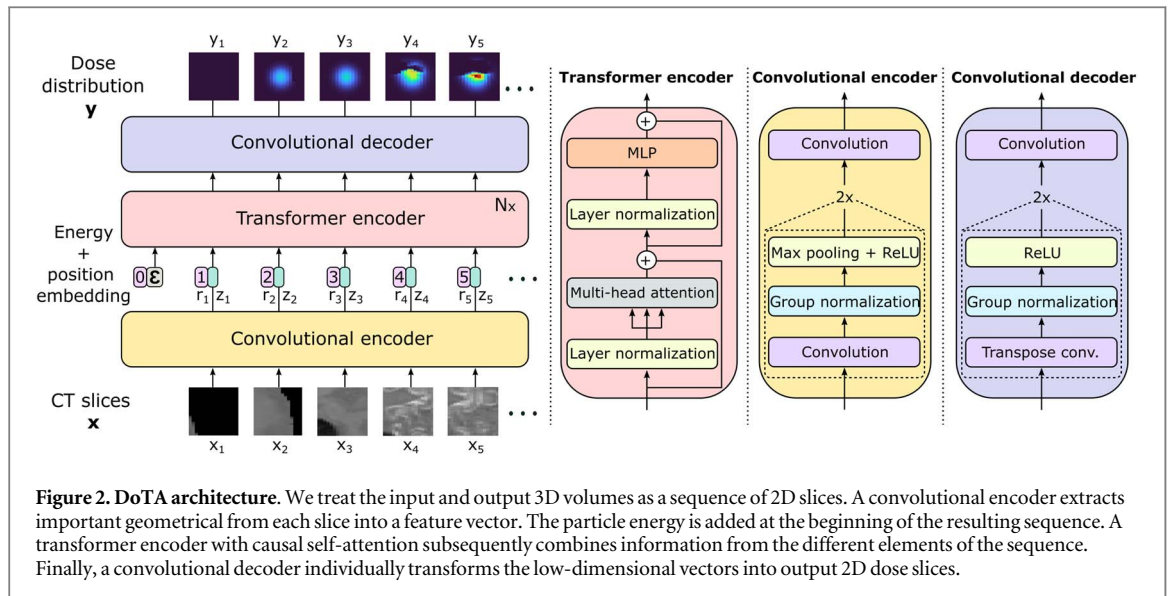 Dose
distribution
y
y1 y2 y3 y4 y5
...
Convolutional decoder
Transformer encoder
Nx
Energy
+
position
embedding
0 ε 1 2 3 4 5 ...
r1 z1 r2 z2 r3 z3 r4 z4 r5 z5
Convolutional encoder
CT slices
x
...
x1 x2 x3 x4 x5
Transformer encoder
+
MLP
Layer normalization
+
Multi-head attention
Layer normalization
Convolutional encoder
Convolution
2x
Max pooling + ReLU
Group normalization
Convolution
Convolutional decoder
Convolution
2x
ReLU
Group normalization
Transpose conv.
Figure 2. DoTA architecture. We treat the input and output 3D volumes as a sequence of 2D slices. A convolutional encoder extracts
important geometrical from each slice into a feature vector. The particle energy is added at the beginning of the resulting sequence. A
transformer encoder with causal self-attention subsequently combines information from the different elements of the sequence.
Finally, a convolutional decoder individually transforms the low-dimensional vectors into output 2D dose slices.